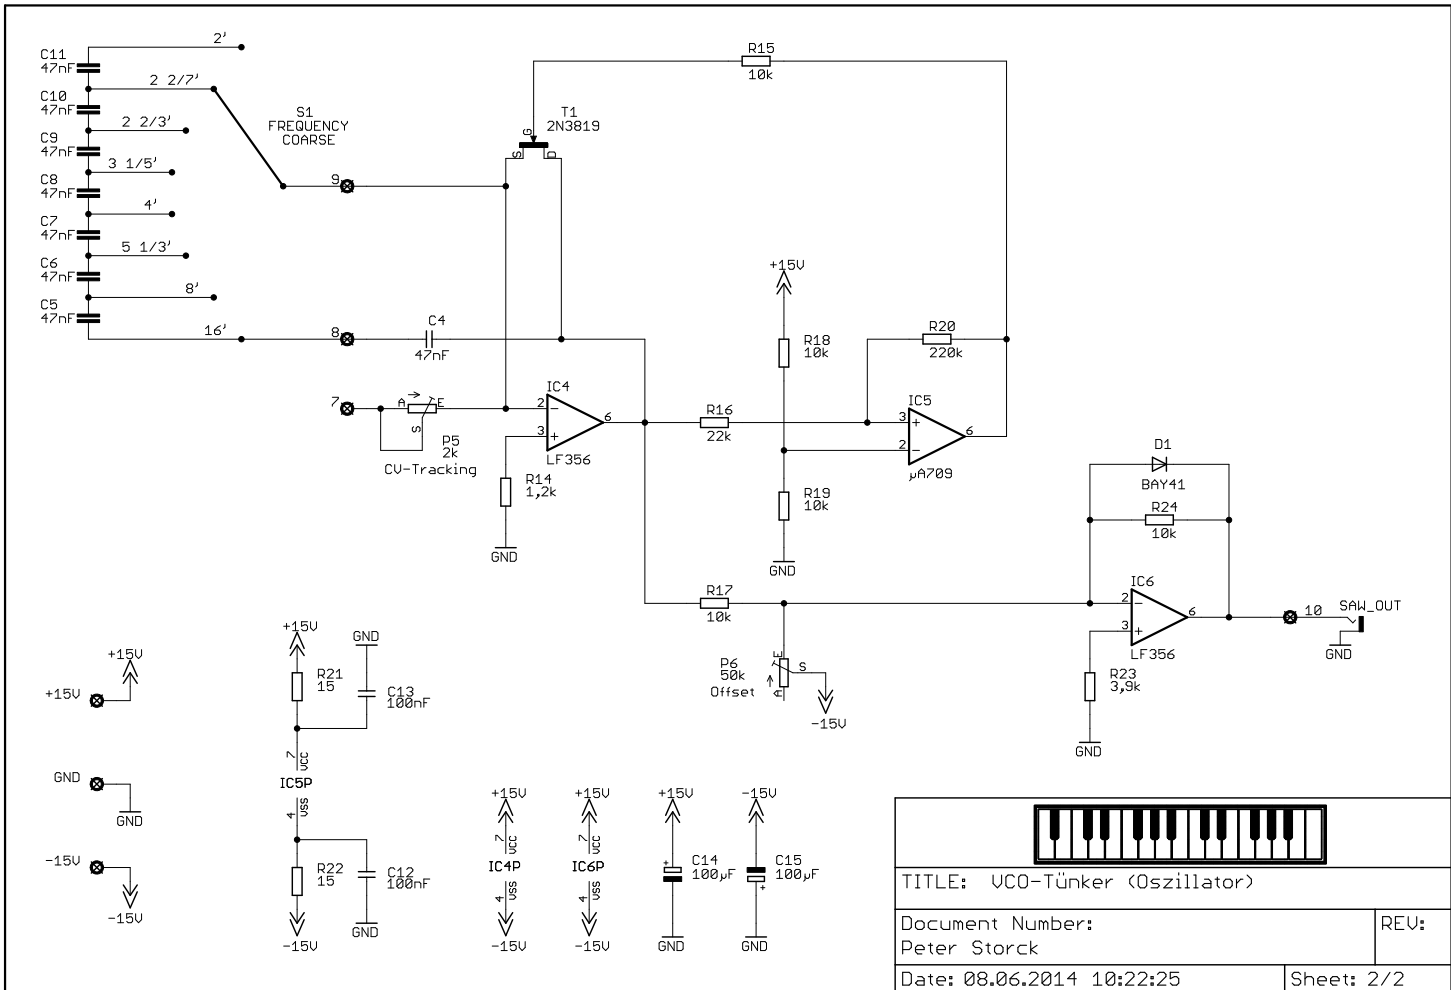 2'
C11
47nF
2 2/7'
C10
47nF
2 2/3'
C9
47nF
3 1/5'
C8
47nF
4'
C7
47nF
5 1/3'
C6
47nF
8'
C5
47nF
16'
S1
FREQUENCY
COARSE
9
8
C4
47nF
7
A
E
S
P5
2k
CV-Tracking
T1
2N3819
G
S
D
R15
10k
IC4
2
-
3
+
6
LF356
R14
1,2k
GND
R16
22k
+15V
R18
10k
R19
10k
GND
R20
220k
IC5
3
+
2
-
6
µA709
R17
10k
P6
50k
Offset
E
S
A
-15V
D1
BAY41
R24
10k
IC6
2
-
3
+
6
LF356
R23
3,9k
GND
10
SAW_OUT
GND
+15V
+15V
GND
GND
-15V
-15V
+15V
GND
R21
15
C13
100nF
7
VCC
IC5P
4
VSS
R22
15
C12
100nF
-15V
GND
+15V
7
VCC
IC4P
4
VSS
-15V
+15V
7
VCC
IC6P
4
VSS
-15V
+15V
+
C14
100µF
GND
-15V
C15
100µF
+
GND
TITLE: VCO-Tünker (Oszillator)
Document Number:
Peter Storck
REV:
Date: 08.06.2014 10:22:25
Sheet: 2/2